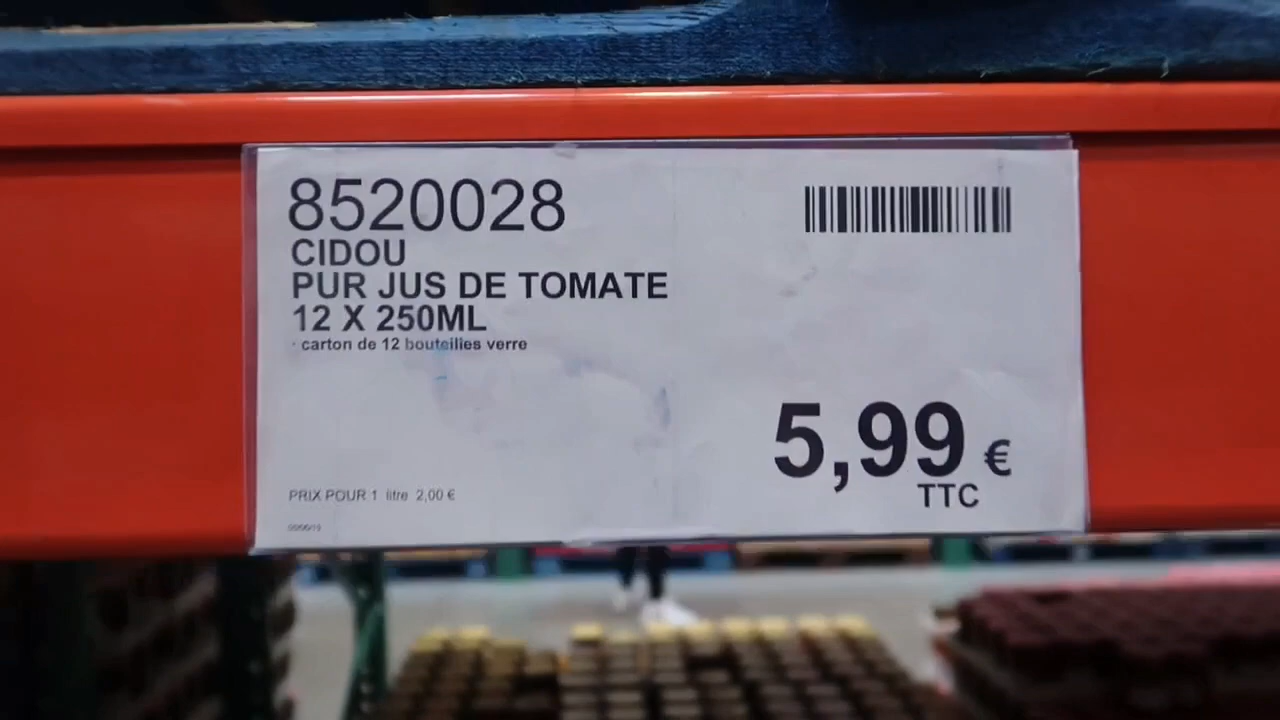 8520028
CIDOU
PUR JUS DE TOMATE
12 X 250ML
· carton de 12 bouteilles verre
5,99 €
TTC
PRIX POUR 1 litre 2,00 €